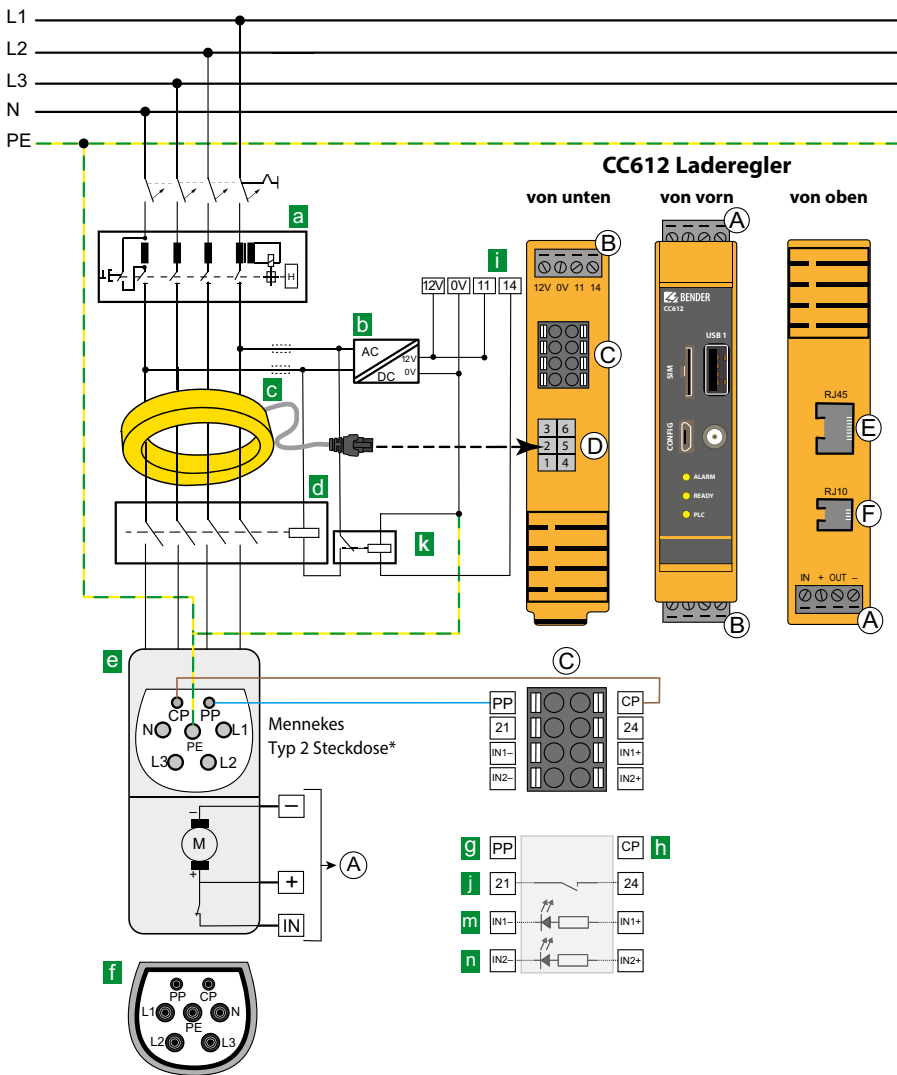 L1
L2
L3
N
PE
CC612 Laderegler
von unten
von vorn
von oben
a
H
A
B
i
12V
0V
11
14
12V 0V 11 14
BENDER
CC612
USB 1
SIM
b
AC
DC
12V
0V
C
c
RJ45
E
3 6
2 5
1 4
D
CONFIG
ALARM
READY
PLC
RJ10
F
d
k
IN + OUT –
A
B
e
C
CP
PP
N
L1
PE
L3
L2
Mennekes
Typ 2 Steckdose*
PP
CP
21
24
IN1–
IN1+
IN2–
IN2+
–
–
M
A
+
+
IN
g
PP
CP
h
j
21
24
m
IN1–
IN1+
n
IN2–
IN2+
f
PP
CP
L1
N
PE
L2
L3